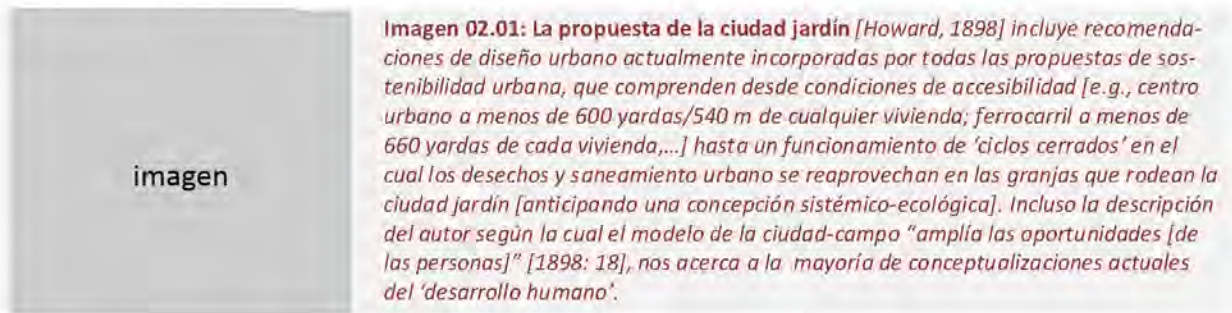 imagen
Imagen 02.01: La propuesta de la ciudad jardín [Howard, 1898] incluye recomenda-
ciones de diseño urbano actualmente incorporadas por todas las propuestas de sos-
tenibilidad urbana, que comprenden desde condiciones de accesibilidad [e.g., centro
urbano a menos de 600 yardas/540 m de cualquier vivienda; ferrocarril a menos de
660 yardas de cada vivienda,...] hasta un funcionamiento de 'ciclos cerrados' en el
cual los desechos y saneamiento urbano se reaprovechan en las granjas que rodean la
ciudad jardín [anticipando una concepción sistémico-ecológica]. Incluso la descripción
del autor según la cual el modelo de la ciudad-campo "amplía las oportunidades [de
las personas]" [1898: 18], nos acerca a la mayoría de conceptualizaciones actuales
del 'desarrollo humano'.